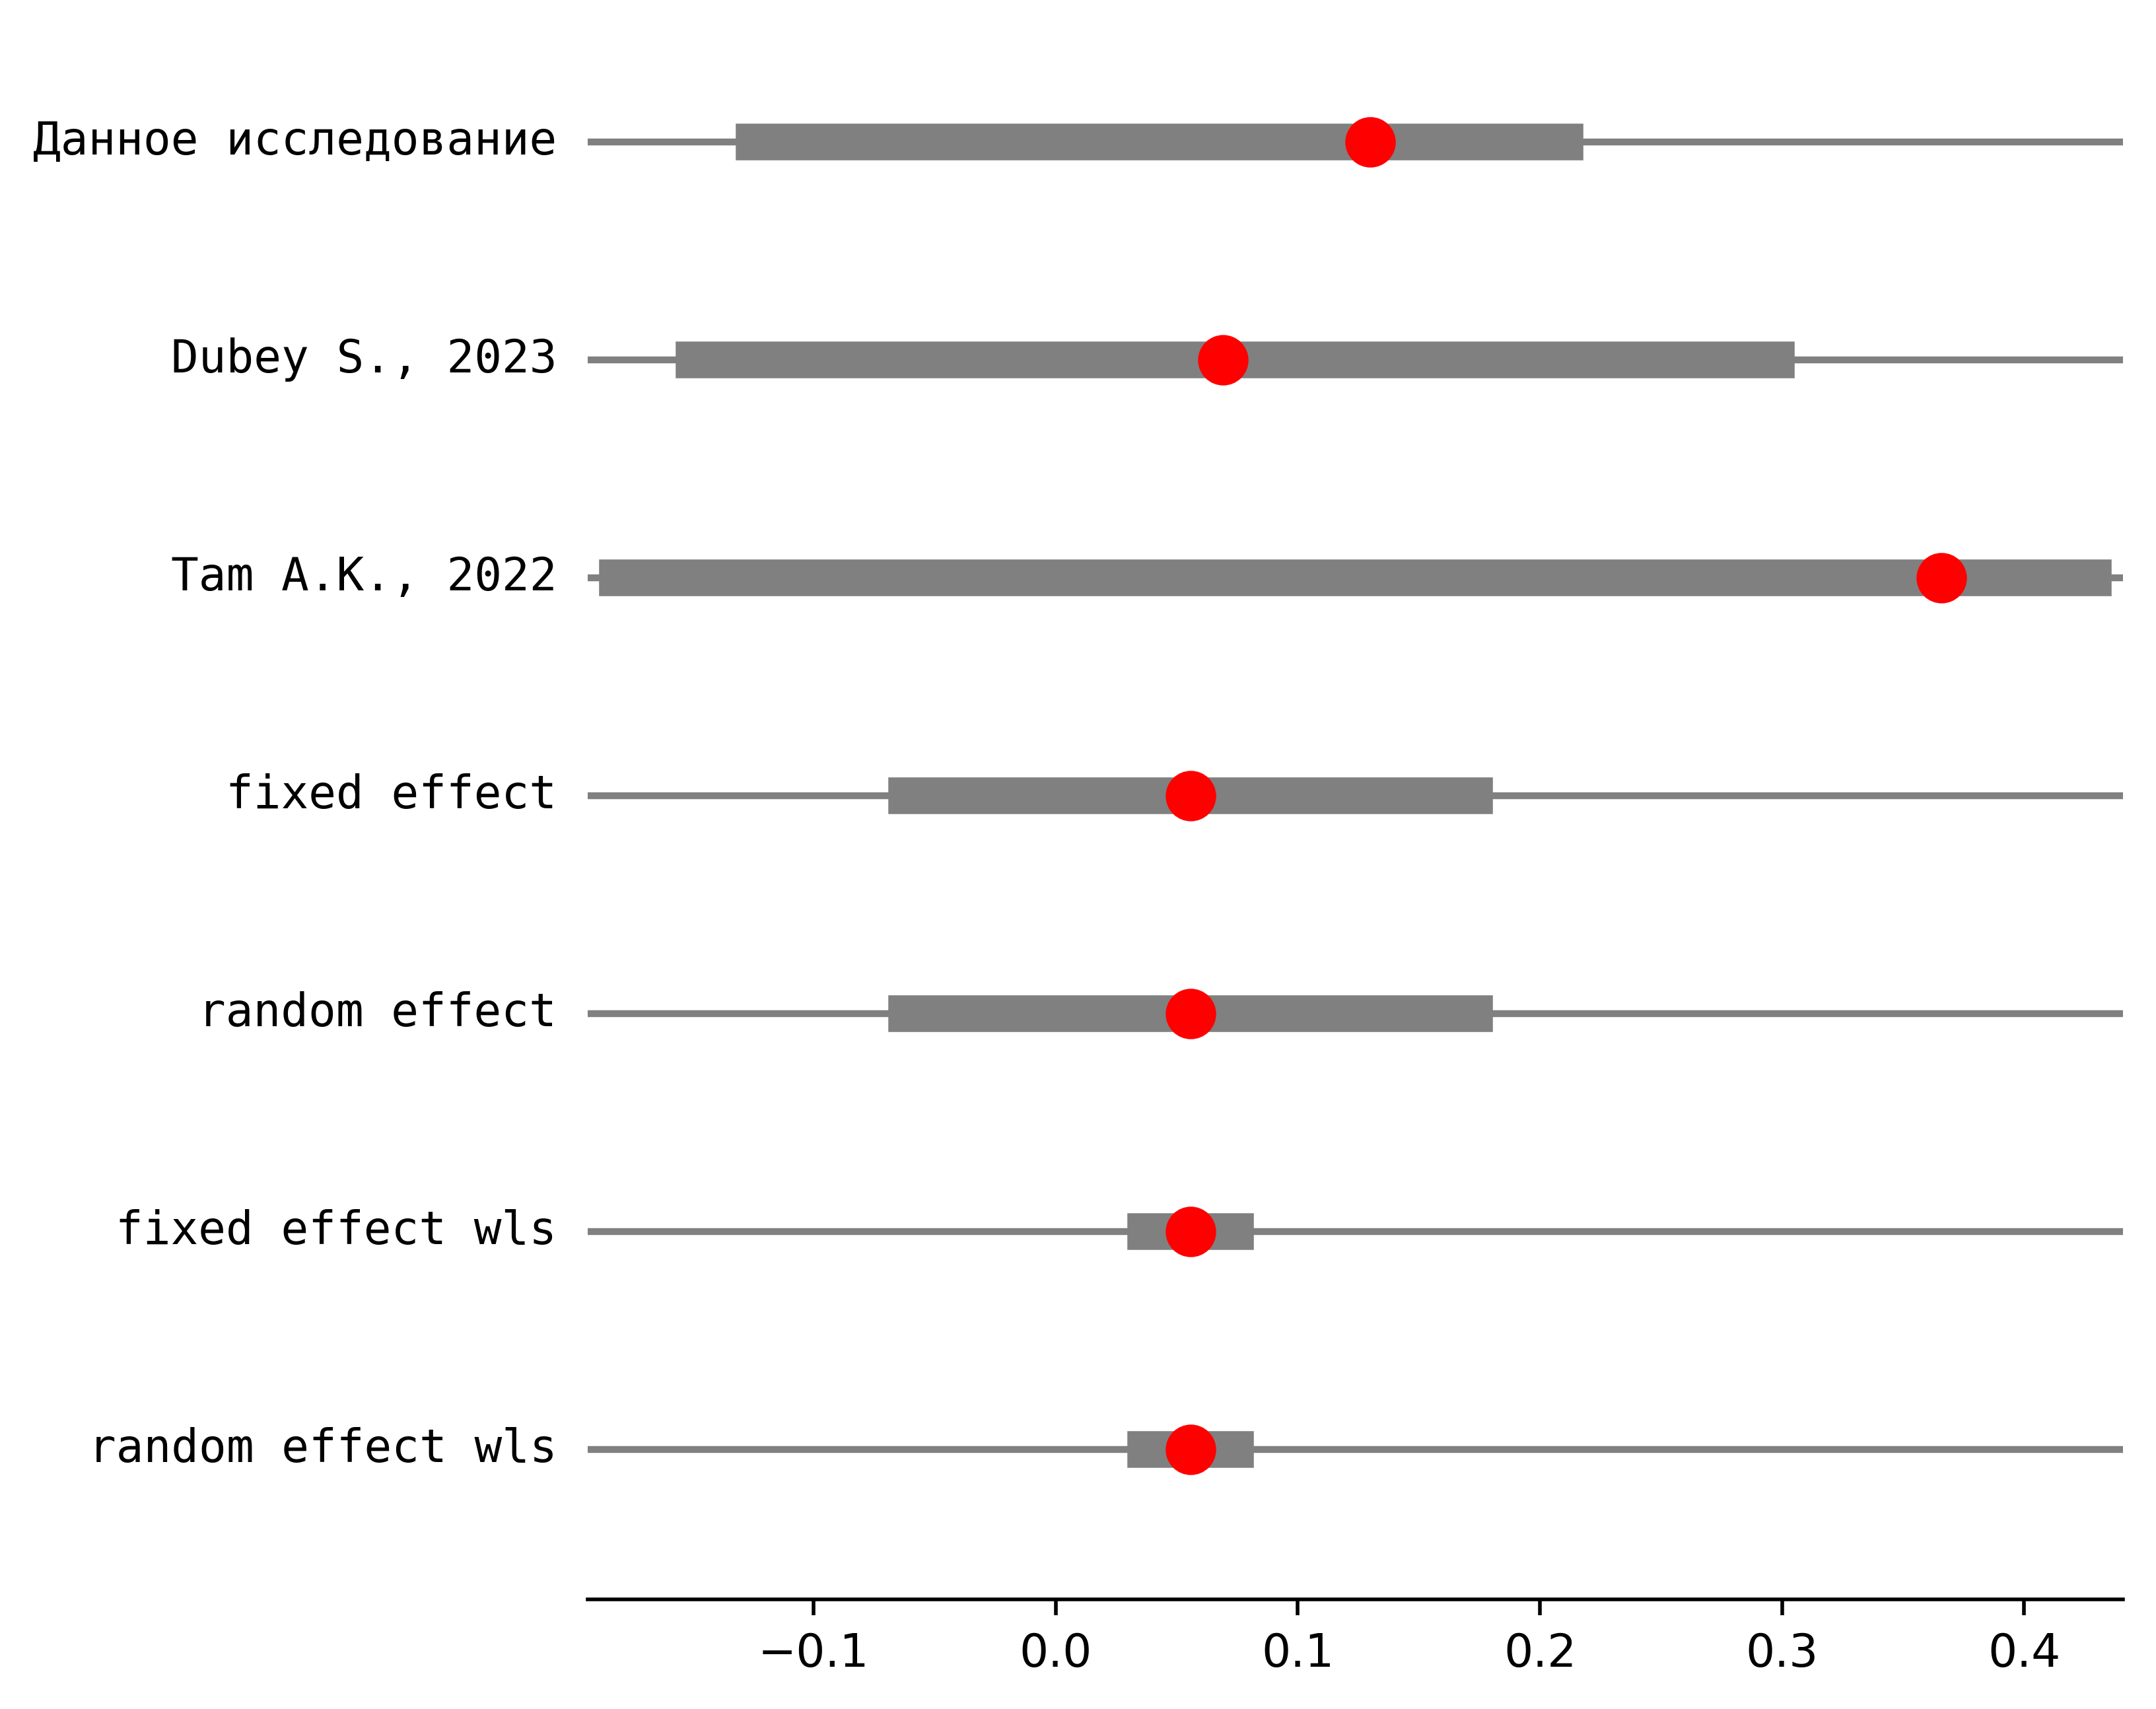 Данное исследование
Dubey S., 2023
Tam A.K., 2022
fixed effect
random effect
fixed effect wls
random effect wls
−0.1 0.0 0.1 0.2 0.3 0.4